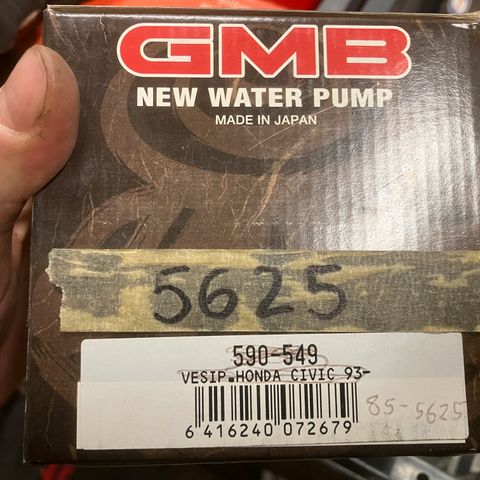 GMB
NEW WATER PUMP
MADE IN JAPAN
5625
590-549
VESIP.HONDA CIVIC 93-
85-5625
6 416240 072679